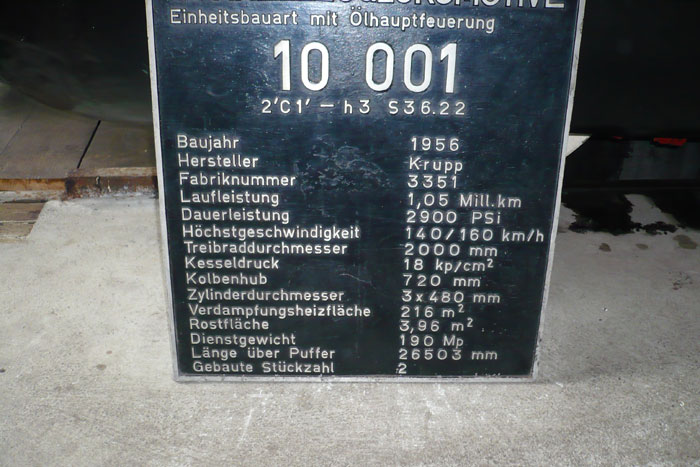 Einheitsbauart mit Ölhauptfeuerung
10 001
2'C1' – h3 S36.22
Baujahr 1956
Hersteller Krupp
Fabriknummer 3351
Laufleistung 1,05 Mill.km
Dauerleistung 2900 PSi
Höchstgeschwindigkeit 140/160 km/h
Treibraddurchmesser 2000 mm
Kesseldruck 18 kp/cm²
Kolbenhub 720 mm
Zylinderdurchmesser 3x480 mm
Verdampfungsheizfläche 216 m²
Rostfläche 3,96 m²
Dienstgewicht 190 Mp
Länge über Puffer 26503 mm
Gebaute Stückzahl 2